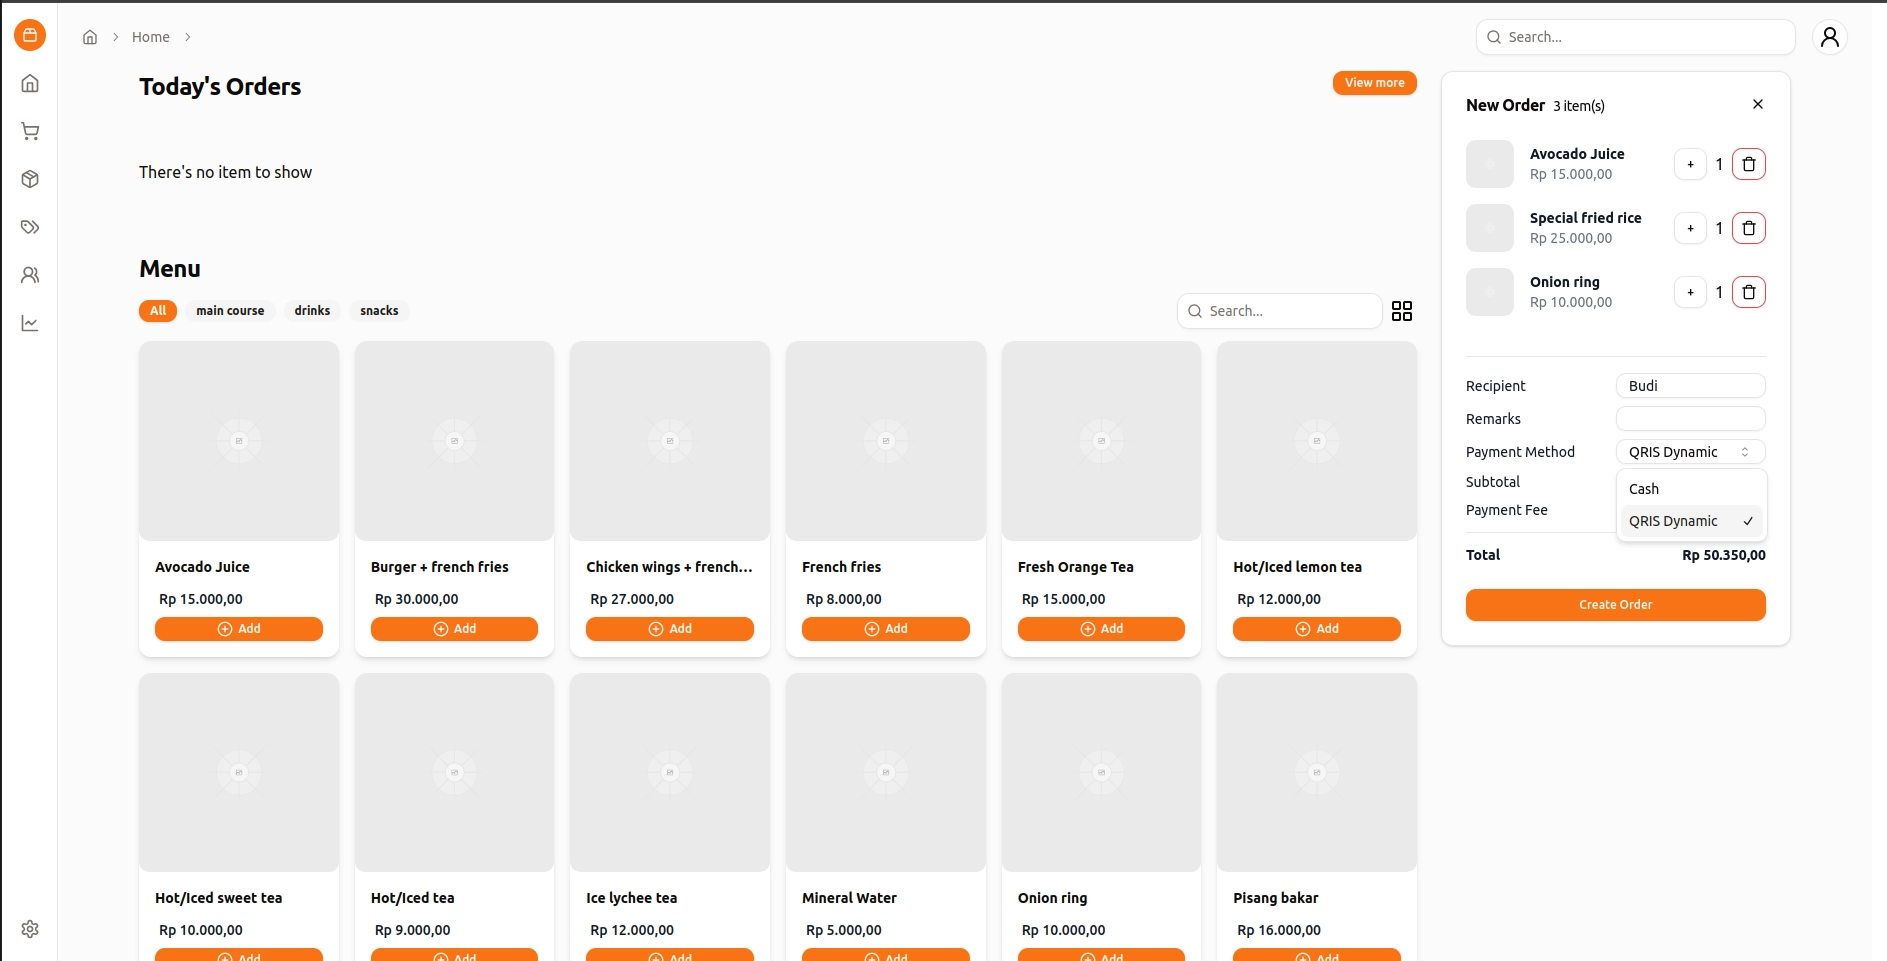 Home
Search...
Today's Orders
View more
There's no item to show
Menu
All
main course
drinks
snacks
Search...
Avocado Juice
Rp 15.000,00
Add
Burger + french fries
Rp 30.000,00
Add
Chicken wings + french...
Rp 27.000,00
Add
French fries
Rp 8.000,00
Add
Fresh Orange Tea
Rp 15.000,00
Add
Hot/Iced lemon tea
Rp 12.000,00
Add
Hot/Iced sweet tea
Rp 10.000,00
Add
Hot/Iced tea
Rp 9.000,00
Add
Ice lychee tea
Rp 12.000,00
Add
Mineral Water
Rp 5.000,00
Add
Onion ring
Rp 10.000,00
Add
Pisang bakar
Rp 16.000,00
Add
New Order 3 item(s)
Avocado Juice
Rp 15.000,00
+ 1
Special fried rice
Rp 25.000,00
+ 1
Onion ring
Rp 10.000,00
+ 1
Recipient Budi
Remarks
Payment Method QRIS Dynamic
Subtotal
Cash
Payment Fee
QRIS Dynamic
Total Rp 50.350,00
Create Order